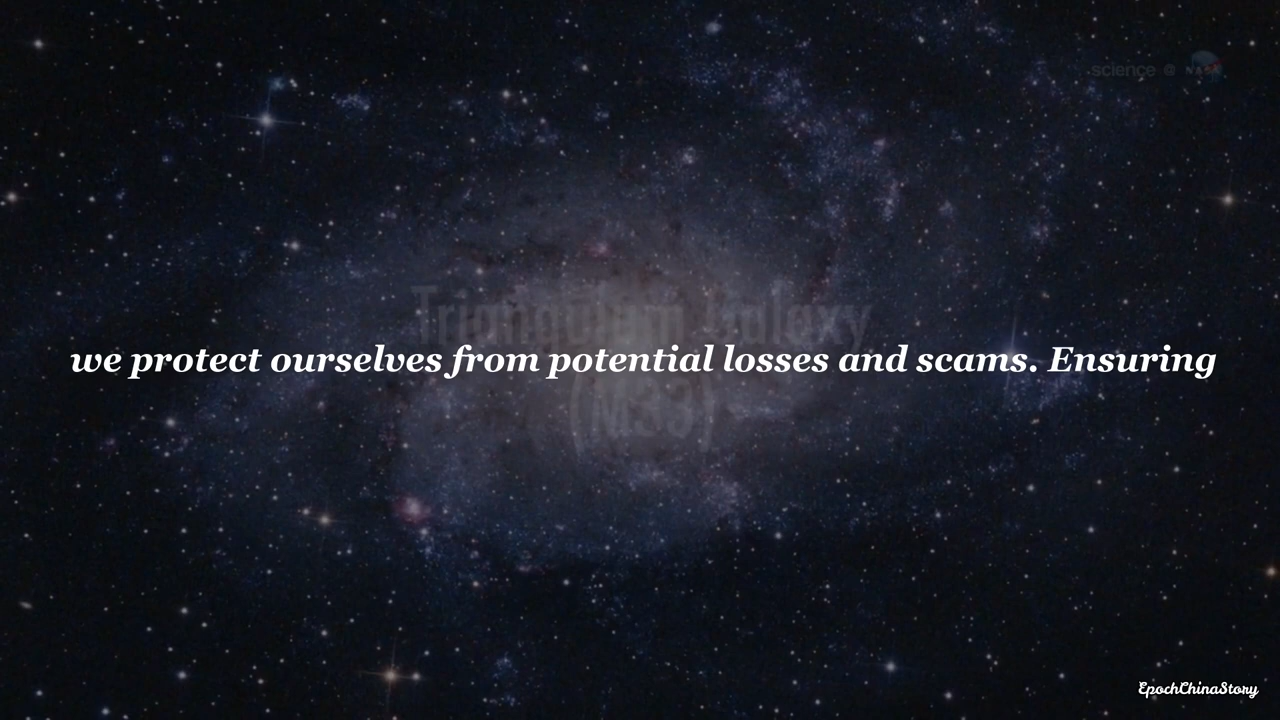 science @ NASA
Triangulum Galaxy
we protect ourselves from potential losses and scams. Ensuring
(M33)
EpochChinaStory